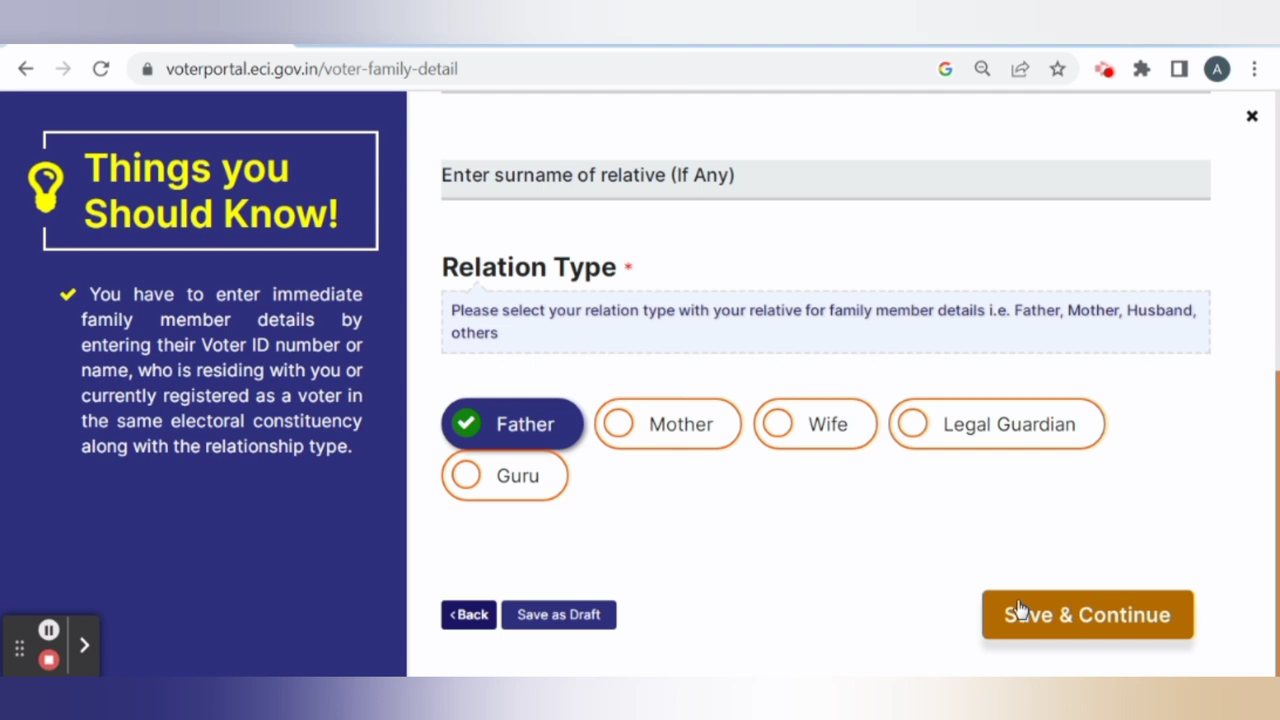 voterportal.eci.gov.in/voter-family-detail
A
Things you
Should Know!
You have to enter immediate
family member details by
entering their Voter ID number or
name, who is residing with you or
currently registered as a voter in
the same electoral constituency
along with the relationship type.
Enter surname of relative (If Any)
Relation Type *
Please select your relation type with your relative for family member details i.e. Father, Mother, Husband,
others
Father
Mother
Wife
Legal Guardian
Guru
Back
Save as Draft
Save & Continue